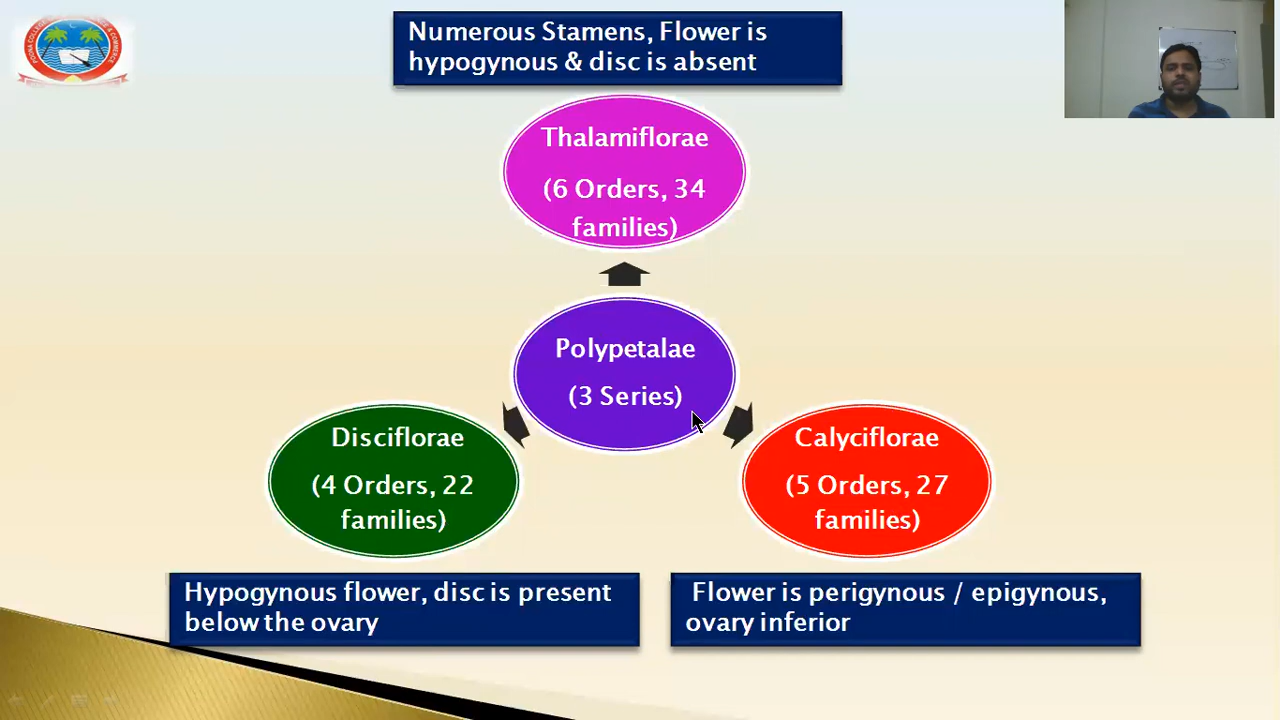 Numerous Stamens, Flower is
hypogynous & disc is absent
Thalamiflorae
(6 Orders, 34
families)
Polypetalae
(3 Series)
Disciflorae
(4 Orders, 22
families)
Calyciflorae
(5 Orders, 27
families)
Hypogynous flower, disc is present
below the ovary
Flower is perigynous / epigynous,
ovary inferior